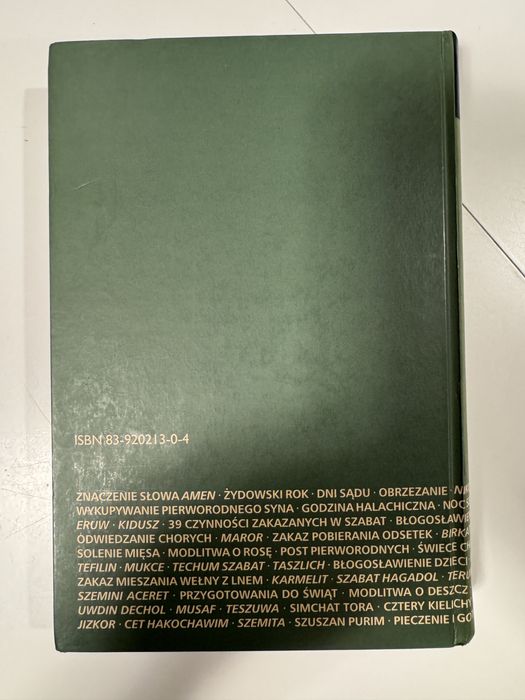 ISBN 83-920213-0-4
ZNACZENIE SŁOWA AMEN · ŻYDOWSKI ROK · DNI SĄDU · OBRZEZANIE ·
WYKUPYWANIE PIERWORODNEGO SYNA · GODZINA HALACHICZNA ·
ERUW · KIDUSZ · 39 CZYNNOŚCI ZAKAZANYCH W SZABAT ·
ODWIEDZANIE CHORYCH · MAROR · ZAKAZ POBIERANIA ODSETEK ·
SOLENIE MIĘSA · MODLITWA O ROSĘ · POST PIERWORODNYCH · ŚWIECE
TEFILIN · MUKCE · TECHUM SZABAT · TASZLICH · BŁOGOSŁAWIENIE DZIECI
ZAKAZ MIESZANIA WEŁNY Z LNEM · KARMELIT · SZABAT HAGADOL ·
SZEMINI ACERET · PRZYGOTOWANIA DO ŚWIĄT · MODLITWA O DESZCZ
UWDIN DECHOL · MUSAF · TESZUWA · SIMCHAT TORA · CZTERY KIELICHY
JIZKOR · CET HAKOCHAWIM · SZEMITA · SZUSZAN PURIM · PIECZENIE I